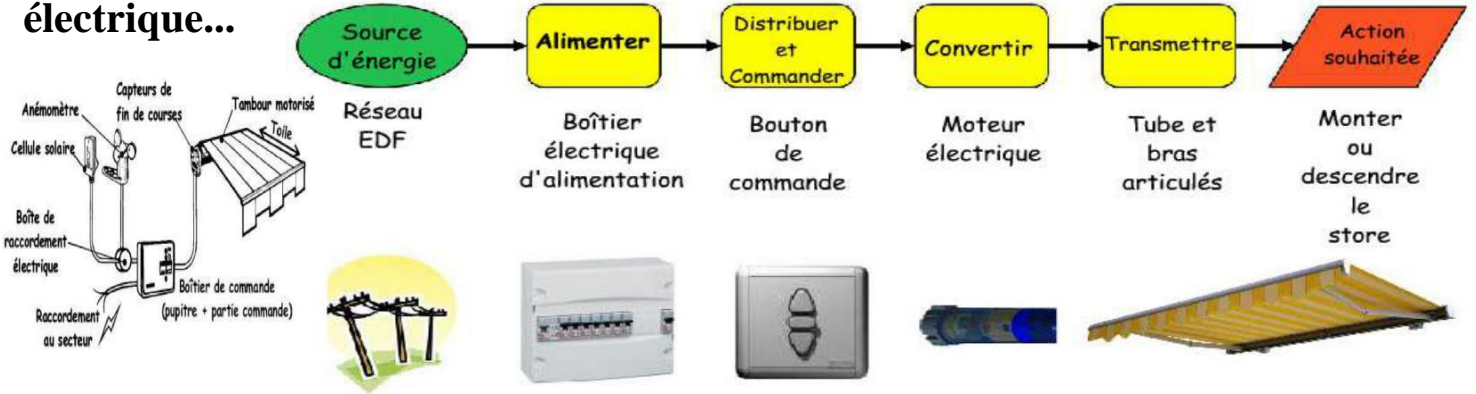 électrique...
Source
d'énergie
Alimenter
Distribuer
et
Commander
Convertir
Transmettre
Action
souhaitée
Réseau
EDF
Boîtier
électrique
d'alimentation
Bouton
de
commande
Moteur
électrique
Tube et
bras
articulés
Monter
ou
descendre
le
store
Capteurs de
fin de courses
Tambour motorisé
Anémomètre
Toile
Cellule solaire
Boîte de
raccordement
électrique
Boîtier de commande
(pupitre + partie commande)
Raccordement
au secteur